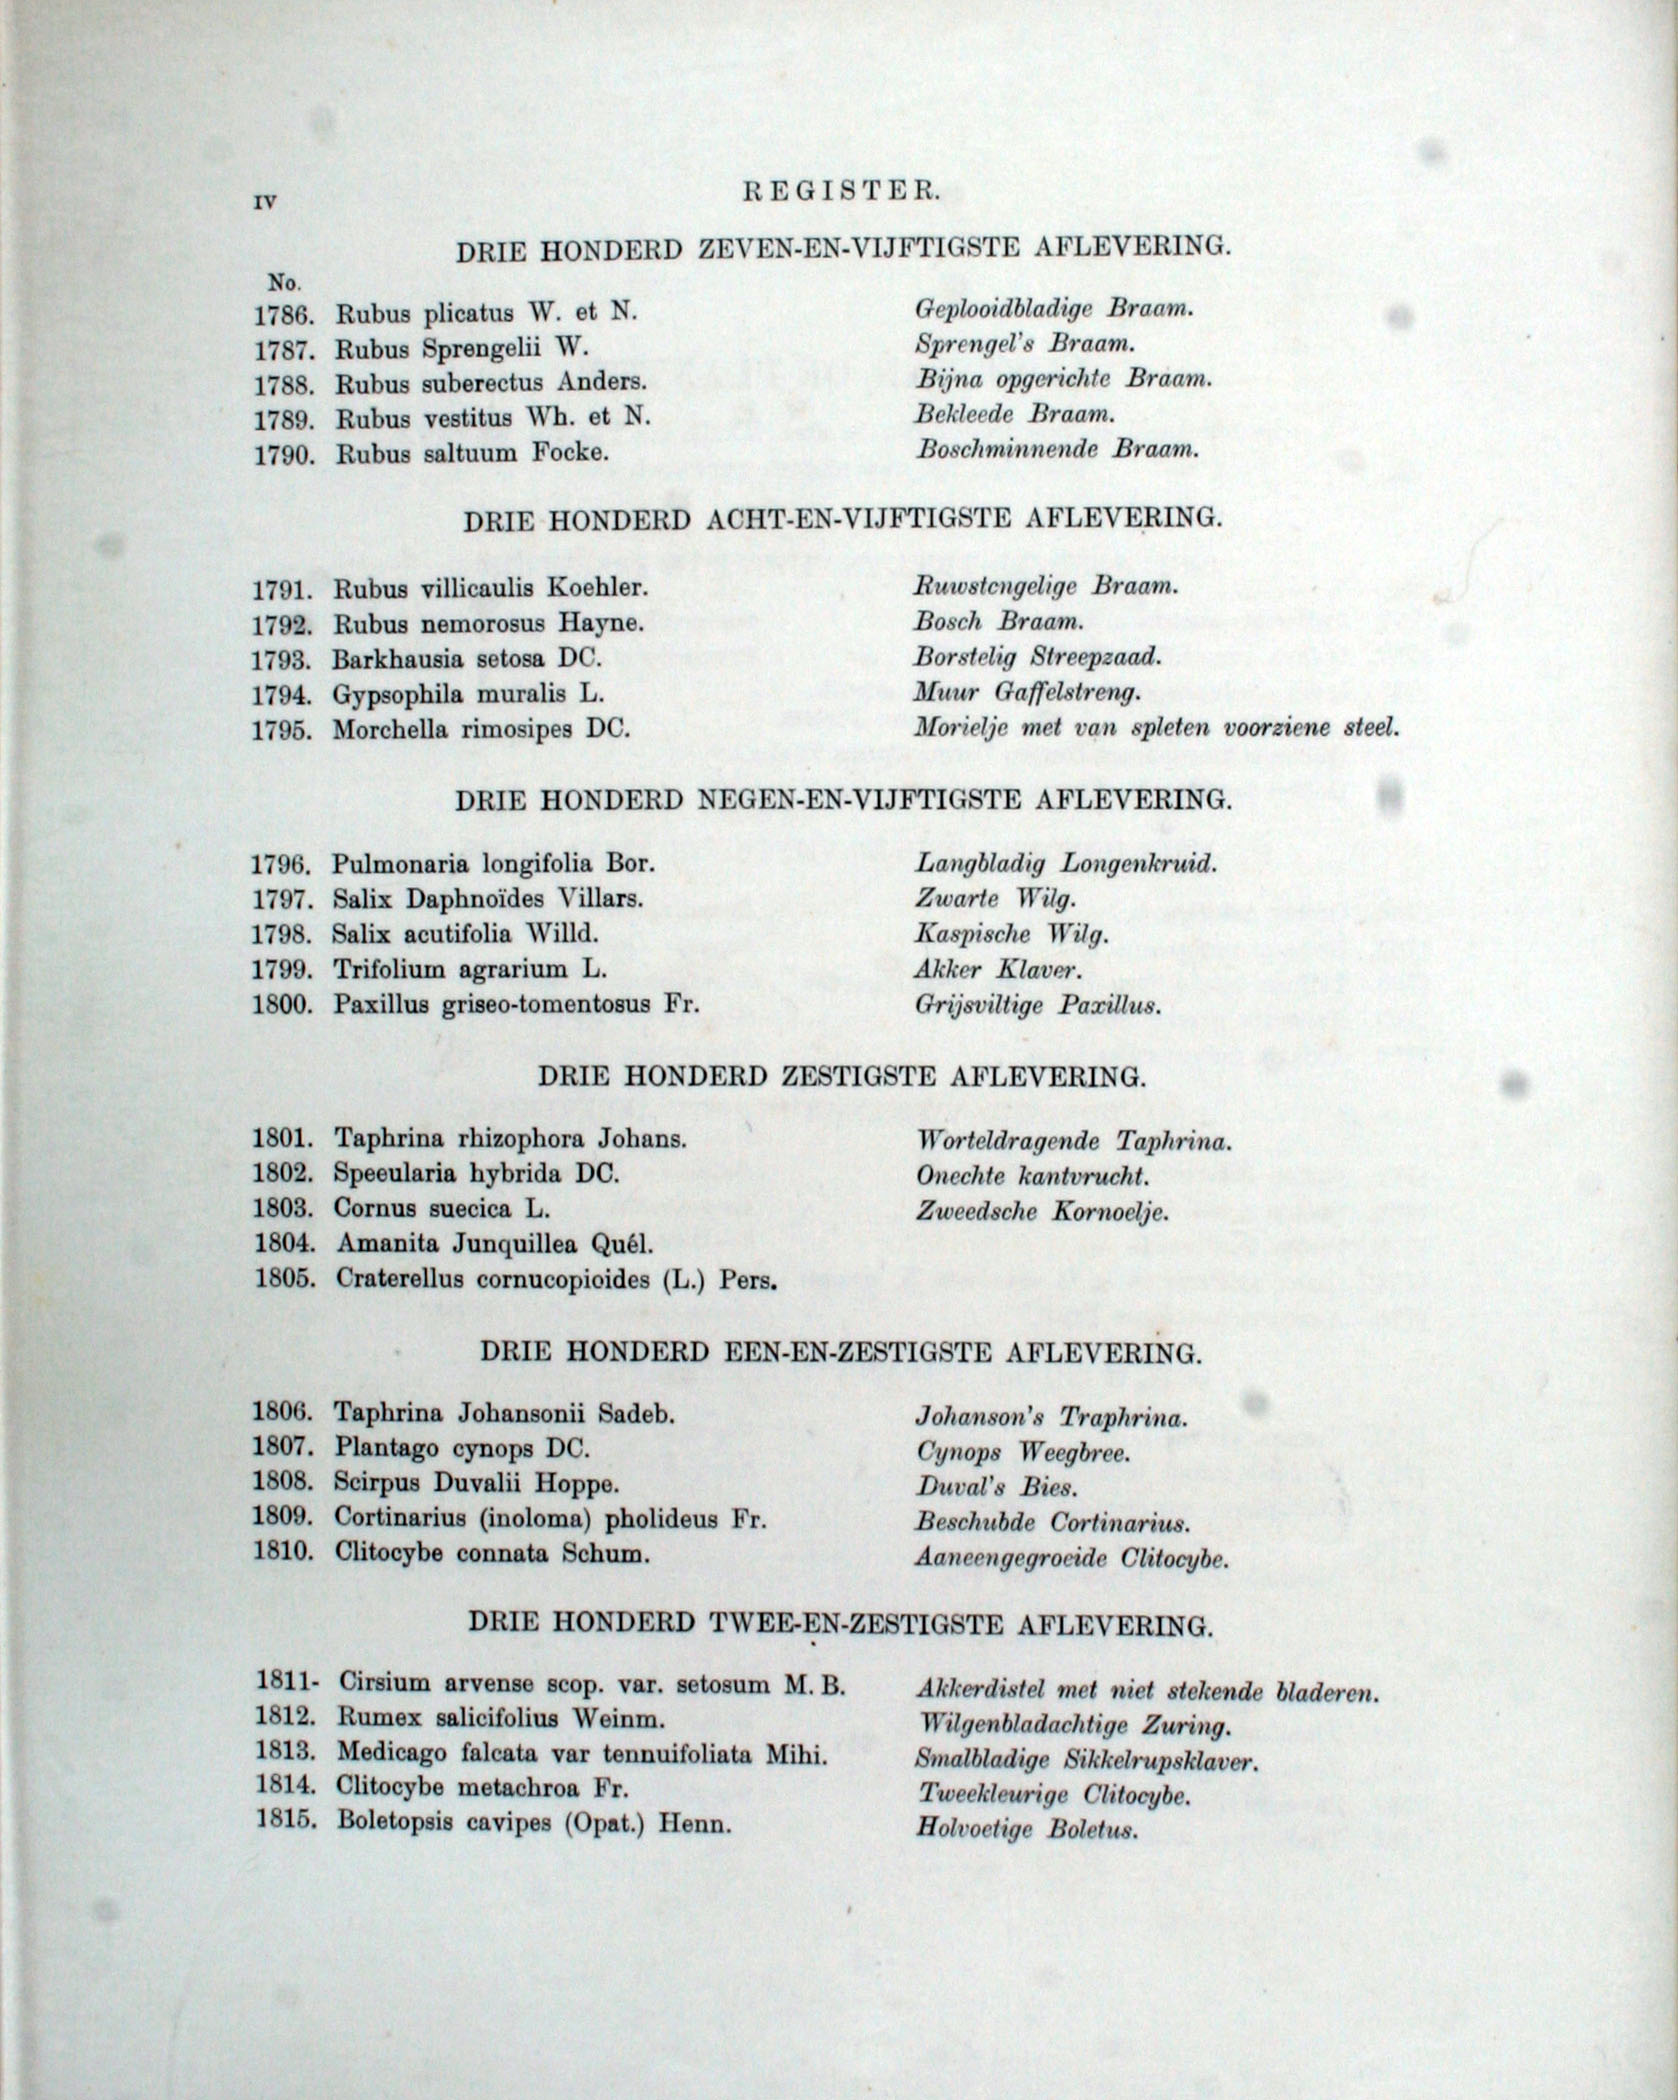 IV
REGISTER.
DRIE HONDERD ZEVEN-EN-VIJFTIGSTE AFLEVERING.
No.
1786. Rubus plicatus W. et N. Geplooidbladige Braam.
1787. Rubus Sprengelii W. Sprengel's Braam.
1788. Rubus suberectus Anders. Bijna opgerichte Braam.
1789. Rubus vestitus Wh. et N. Bekleede Braam.
1790. Rubus saltuum Focke. Boschminnende Braam.
DRIE HONDERD ACHT-EN-VIJFTIGSTE AFLEVERING.
1791. Rubus villicaulis Koehler. Ruwstengelige Braam.
1792. Rubus nemorosus Hayne. Bosch Braam.
1793. Barkhausia setosa DC. Borstelig Streepzaad.
1794. Gypsophila muralis L. Muur Gaffelstreng.
1795. Morchella rimosipes DC. Morielje met van spleten voorziene steel.
DRIE HONDERD NEGEN-EN-VIJFTIGSTE AFLEVERING.
1796. Pulmonaria longifolia Bor. Langbladig Longenkruid.
1797. Salix Daphnoïdes Villars. Zwarte Wilg.
1798. Salix acutifolia Willd. Kaspische Wilg.
1799. Trifolium agrarium L. Akker Klaver.
1800. Paxillus griseo-tomentosus Fr. Grijsviltige Paxillus.
DRIE HONDERD ZESTIGSTE AFLEVERING.
1801. Taphrina rhizophora Johans. Worteldragende Taphrina.
1802. Speeularia hybrida DC. Onechte kantvrucht.
1803. Cornus suecica L. Zweedsche Kornoelje.
1804. Amanita Junquillea Quél.
1805. Craterellus cornucopioides (L.) Pers.
DRIE HONDERD EEN-EN-ZESTIGSTE AFLEVERING.
1806. Taphrina Johansonii Sadeb. Johanson's Traphrina.
1807. Plantago cynops DC. Cynops Weegbree.
1808. Scirpus Duvalii Hoppe. Duval's Bies.
1809. Cortinarius (inoloma) pholideus Fr. Beschubde Cortinarius.
1810. Clitocybe connata Schum. Aaneengegroeide Clitocybe.
DRIE HONDERD TWEE-EN-ZESTIGSTE AFLEVERING.
1811- Cirsium arvense scop. var. setosum M. B. Akkerdistel met niet stekende bladeren.
1812. Rumex salicifolius Weinm. Wilgenbladachtige Zuring.
1813. Medicago falcata var tennuifoliata Mihi. Smalbladige Sikkelrupsklaver.
1814. Clitocybe metachroa Fr. Tweekleurige Clitocybe.
1815. Boletopsis cavipes (Opat.) Henn. Holvoetige Boletus.